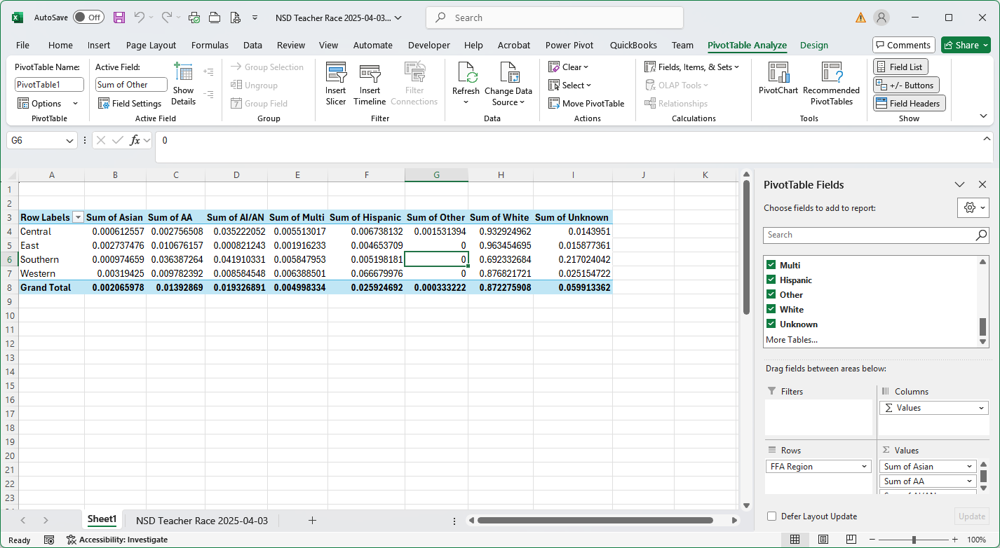 AutoSave Off NSD Teacher Race 2025-04-03... Search
File Home Insert Page Layout Formulas Data Review View Automate Developer Help Acrobat Power Pivot QuickBooks Team PivotTable Analyze Design Comments Share
PivotTable Name:
PivotTable1
Options
PivotTable
Active Field:
Sum of Other
Field Settings
Show
Details
Active Field
Group Selection
Ungroup
Group Field
Group
Insert
Slicer
Insert
Timeline
Filter
Connections
Filter
Refresh
Change Data
Source
Data
Clear
Select
Move PivotTable
Actions
Fields, Items, & Sets
OLAP Tools
Relationships
Calculations
PivotChart
Recommended
PivotTables
Tools
Field List
+/- Buttons
Field Headers
Show
G6 fx 0
A B C D E F G H I J K
1
2
3 Row Labels Sum of Asian Sum of AA Sum of AI/AN Sum of Multi Sum of Hispanic Sum of Other Sum of White Sum of Unknown
4 Central 0.000612557 0.002756508 0.035222052 0.005513017 0.006738132 0.001531394 0.932924962 0.0143951
5 East 0.002737476 0.010676157 0.000821243 0.001916233 0.004653709 0 0.963454695 0.015877361
6 Southern 0.000974659 0.036387264 0.041910331 0.005847953 0.005198181 0 0.692332684 0.217024042
7 Western 0.00319425 0.009782392 0.008584548 0.006388501 0.066679976 0 0.876821721 0.025154722
8 Grand Total 0.002065978 0.01392869 0.019326891 0.004998334 0.025924692 0.000333222 0.872275908 0.059913362
9
10
11
12
13
14
15
16
17
18
19
20
21
22
23
PivotTable Fields
Choose fields to add to report:
Search
Multi
Hispanic
Other
White
Unknown
More Tables...
Drag fields between areas below:
Filters
Columns
Σ Values
Rows
FFA Region
Σ Values
Sum of Asian
Sum of AA
Defer Layout Update Update
Sheet1 NSD Teacher Race 2025-04-03
Ready Accessibility: Investigate 100%